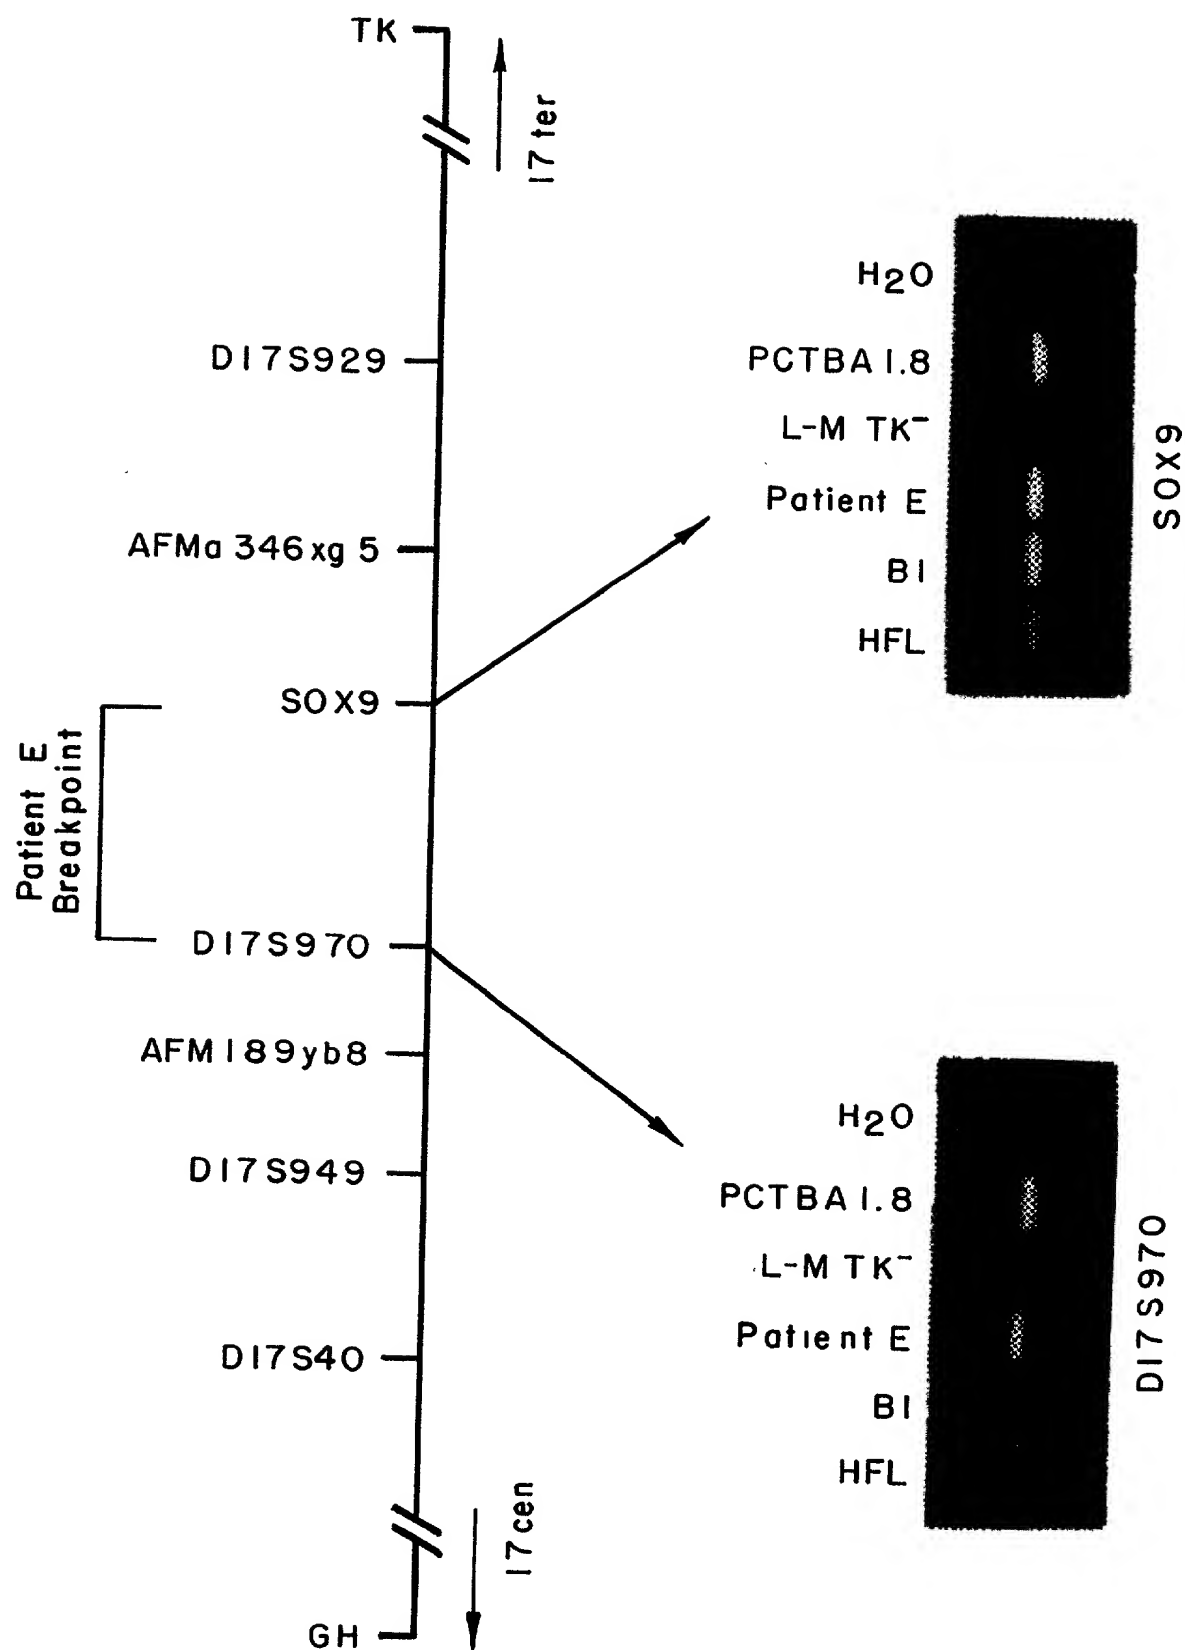 TK
17 ter
D17S929
AFMa 346xg 5
SOX9
Patient E
Breakpoint
D17S970
AFM189yb8
D17S949
D17S40
17cen
GH
H2O
PCTBA1.8
L-M TK⁻
Patient E
B1
HFL
SOX9
H2O
PCTBA1.8
L-M TK⁻
Patient E
B1
HFL
D17S970